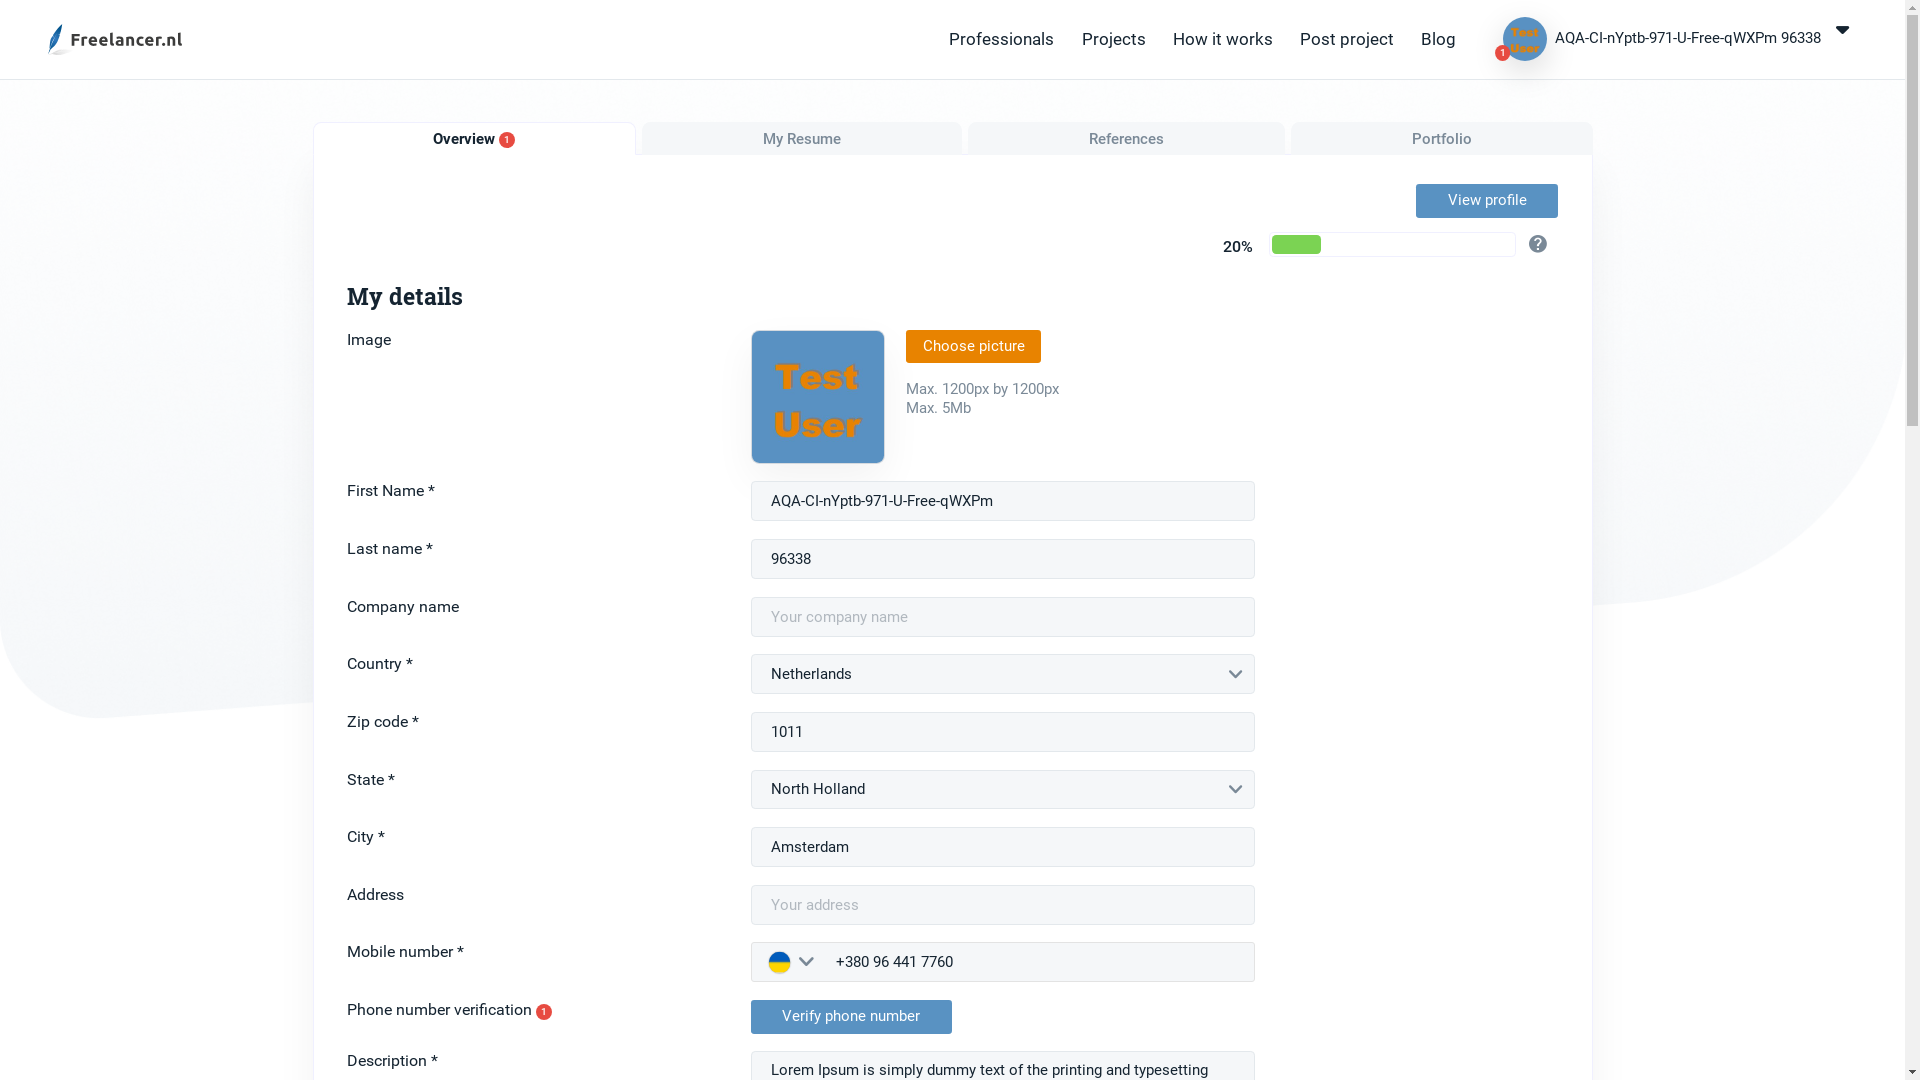 Freelancer.nl
Professionals Projects How it works Post project Blog
Test
User
1
AQA-CI-nYptb-971-U-Free-qWXPm 96338
Overview 1
My Resume
References
Portfolio
View profile
20%
?
My details
Image
Test
User
Choose picture
Max. 1200px by 1200px
Max. 5Mb
First Name *
AQA-CI-nYptb-971-U-Free-qWXPm
Last name *
96338
Company name
Your company name
Country *
Netherlands
Zip code *
1011
State *
North Holland
City *
Amsterdam
Address
Your address
Mobile number *
+380 96 441 7760
Phone number verification 1
Verify phone number
Description *
Lorem Ipsum is simply dummy text of the printing and typesetting